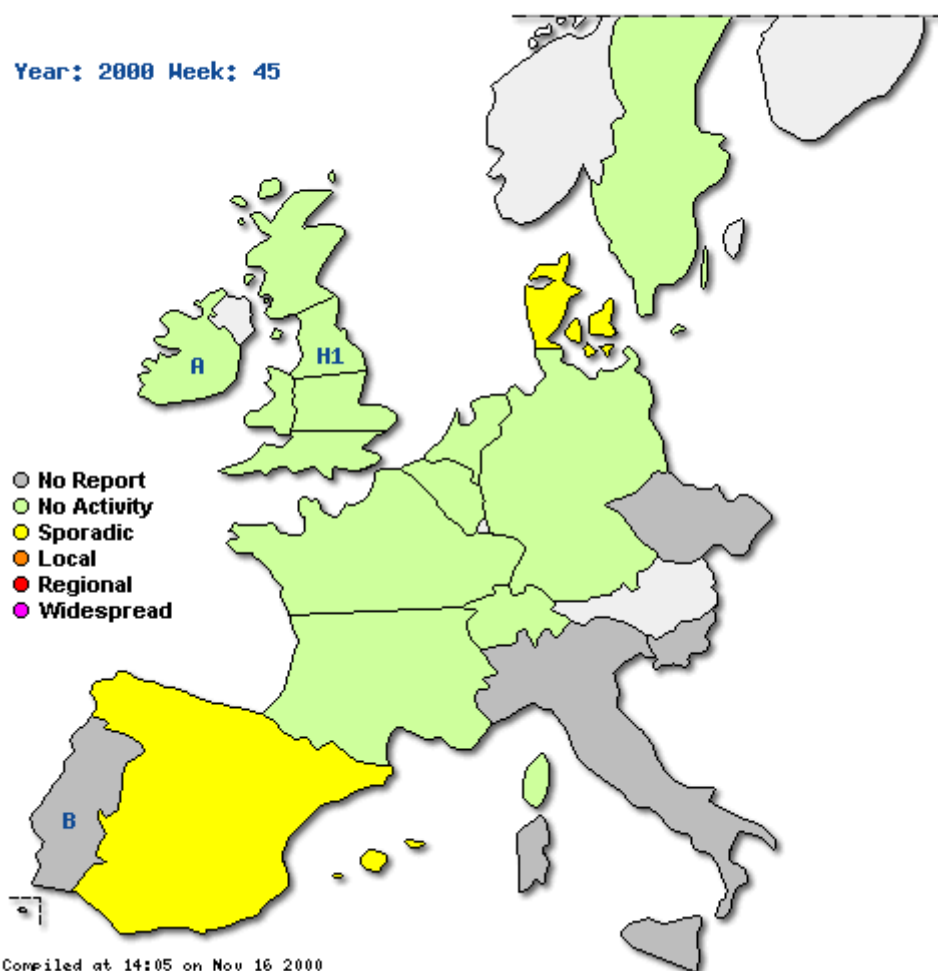 Year: 2000 Week: 45
A
H1
No Report
No Activity
Sporadic
Local
Regional
Widespread
B
Compiled at 14:05 on Nov 16 2000